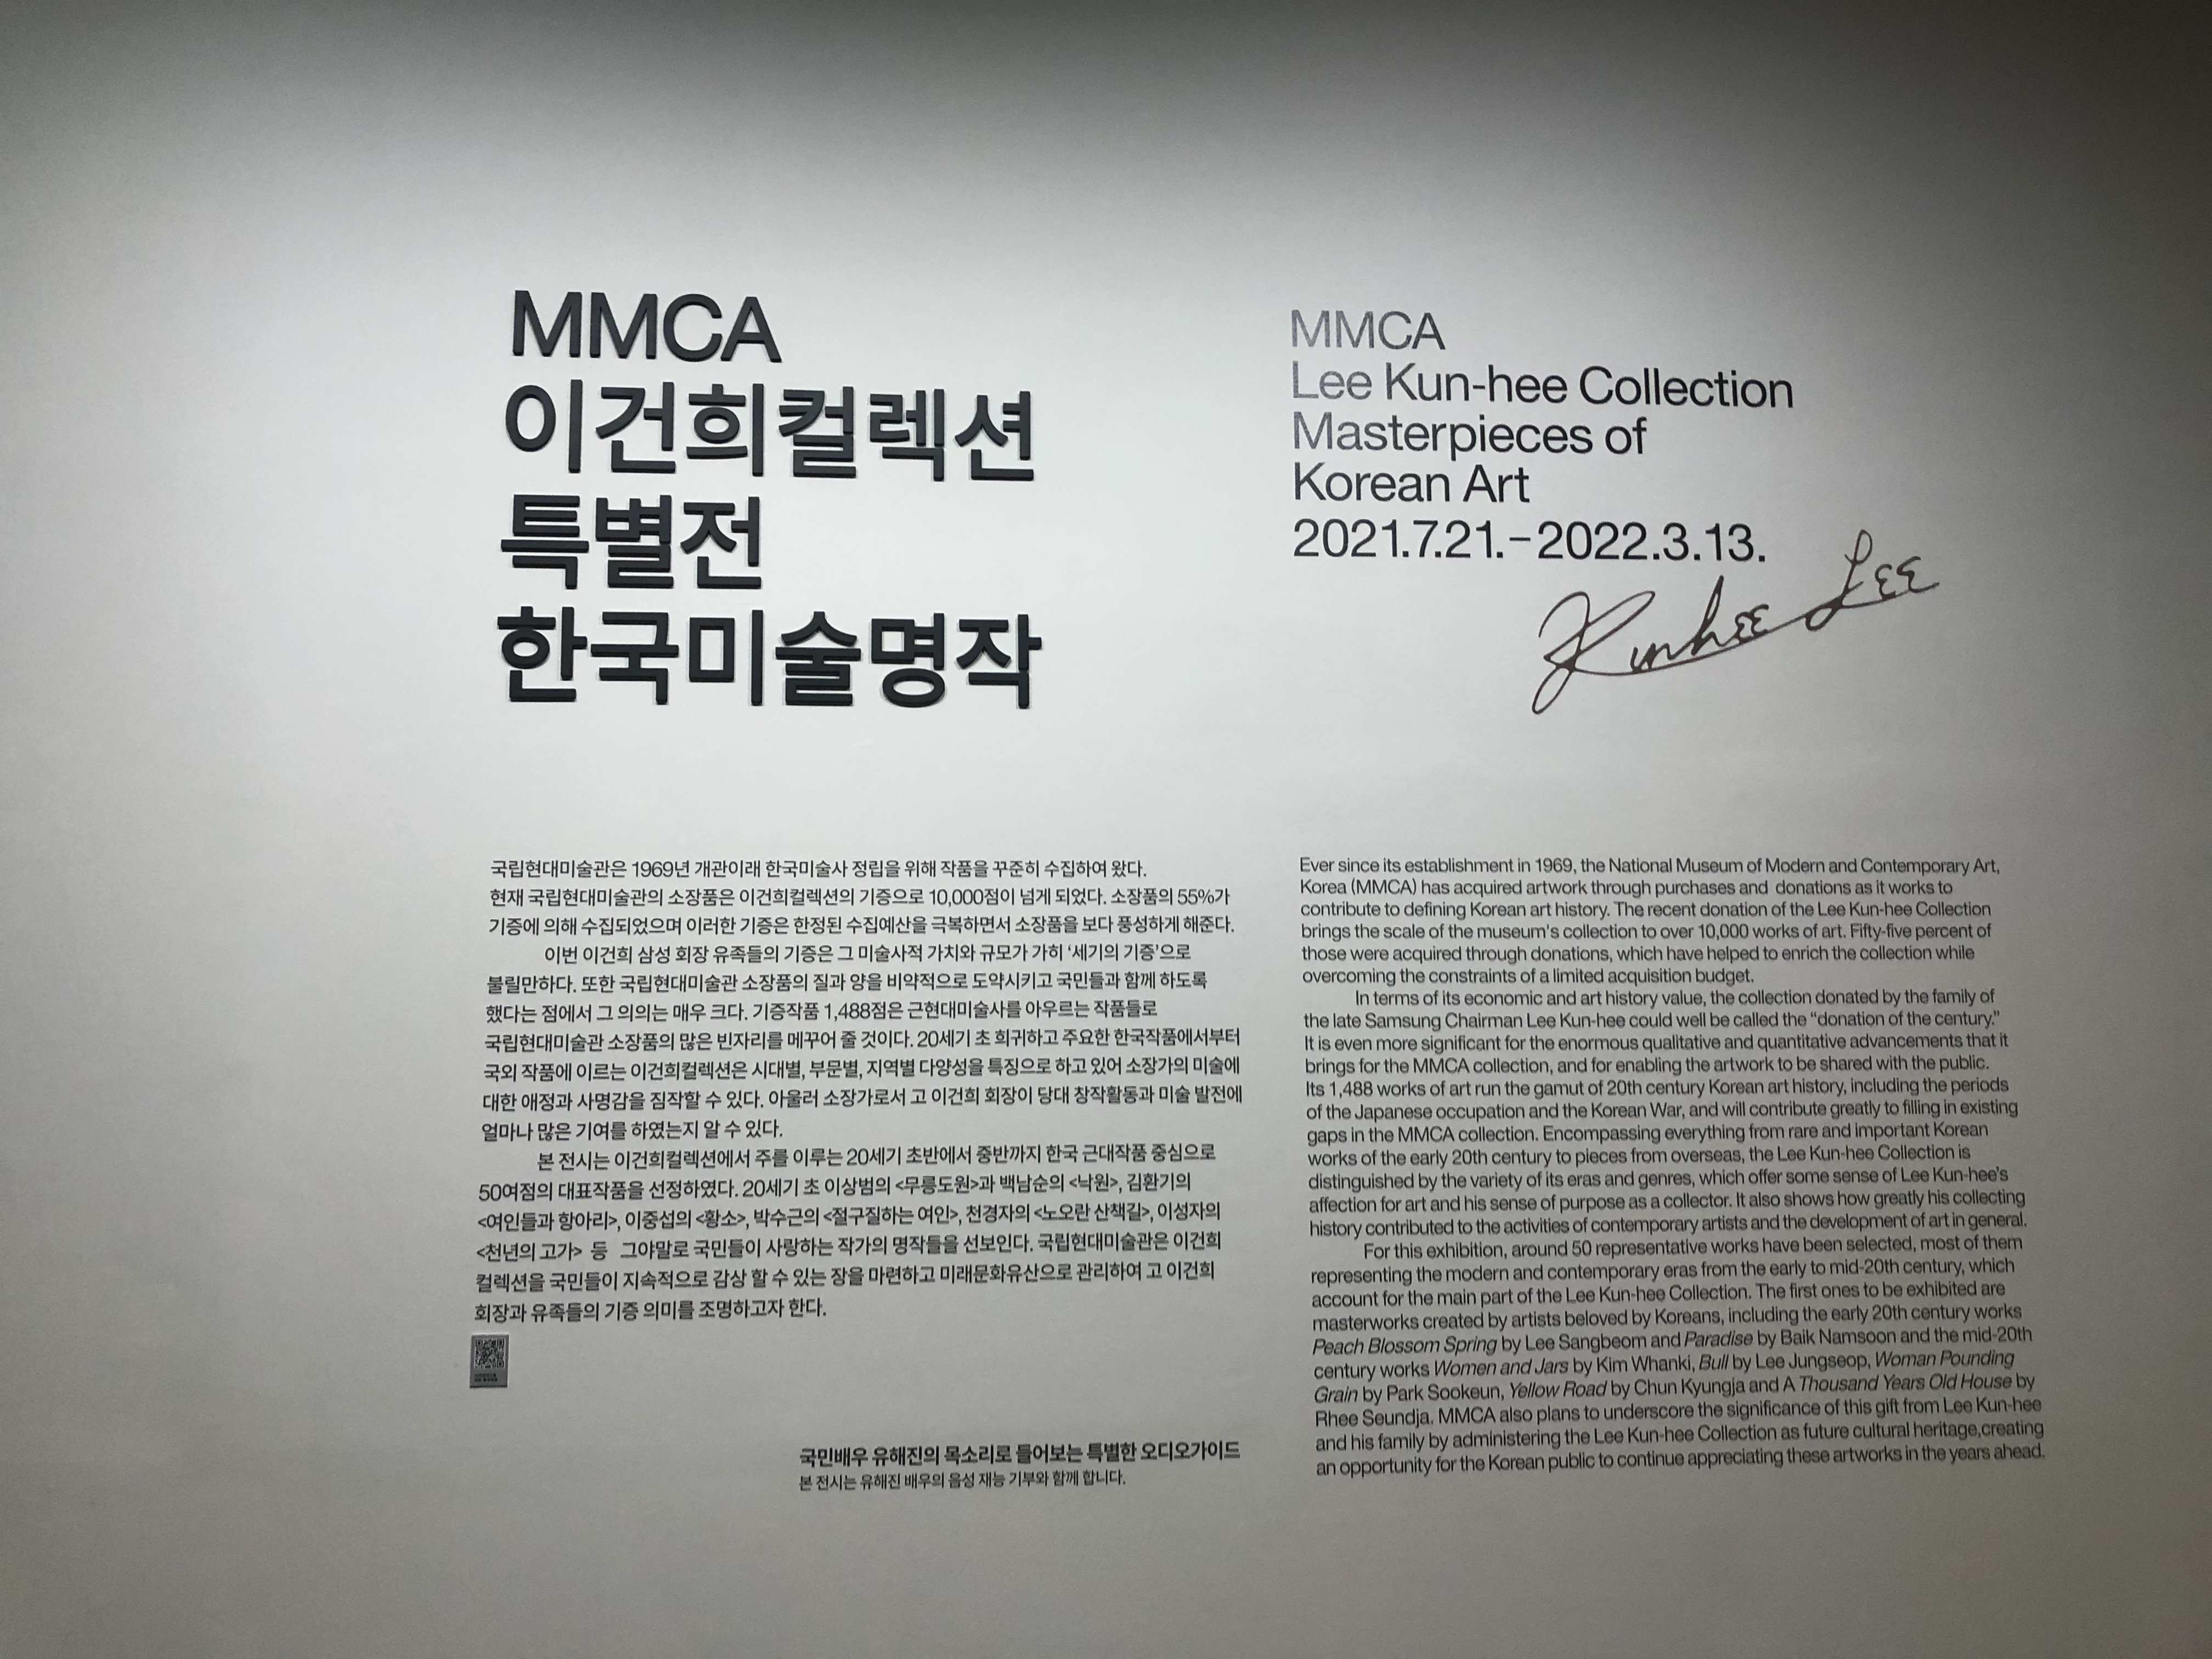 MMCA
이건희컬렉션
특별전
한국미술명작
MMCA
Lee Kun-hee Collection
Masterpieces of
Korean Art
2021.7.21.–2022.3.13.
Kunhee Lee
국립현대미술관은 1969년 개관이래 한국미술사 정립을 위해 작품을 꾸준히 수집하여 왔다.
현재 국립현대미술관의 소장품은 이건희컬렉션의 기증으로 10,000점이 넘게 되었다. 소장품의 55%가
기증에 의해 수집되었으며 이러한 기증은 한정된 수집예산을 극복하면서 소장품을 보다 풍성하게 해준다.
이번 이건희 삼성 회장 유족들의 기증은 그 미술사적 가치와 규모가 가히 ‘세기의 기증’으로
불릴만하다. 또한 국립현대미술관 소장품의 질과 양을 비약적으로 도약시키고 국민들과 함께 하도록
했다는 점에서 그 의의는 매우 크다. 기증작품 1,488점은 근현대미술사를 아우르는 작품들로
국립현대미술관 소장품의 많은 빈자리를 메꾸어 줄 것이다. 20세기 초 희귀하고 주요한 한국작품에서부터
국외 작품에 이르는 이건희컬렉션은 시대별, 부문별, 지역별 다양성을 특징으로 하고 있어 소장가의 미술에
대한 애정과 사명감을 짐작할 수 있다. 아울러 소장가로서 고 이건희 회장이 당대 창작활동과 미술 발전에
얼마나 많은 기여를 하였는지 알 수 있다.
본 전시는 이건희컬렉션에서 주를 이루는 20세기 초반에서 중반까지 한국 근대작품 중심으로
50여점의 대표작품을 선정하였다. 20세기 초 이상범의 <무릉도원>과 백남순의 <낙원>, 김환기의
<여인들과 항아리>, 이중섭의 <황소>, 박수근의 <절구질하는 여인>, 천경자의 <노오란 산책길>, 이성자의
<천년의 고가> 등 그야말로 국민들이 사랑하는 작가의 명작들을 선보인다. 국립현대미술관은 이건희
컬렉션을 국민들이 지속적으로 감상 할 수 있는 장을 마련하고 미래문화유산으로 관리하여 고 이건희
회장과 유족들의 기증 의미를 조명하고자 한다.
국민배우 유해진의 목소리로 들어보는 특별한 오디오가이드
본 전시는 유해진 배우의 음성 재능 기부와 함께 합니다.
Ever since its establishment in 1969, the National Museum of Modern and Contemporary Art,
Korea (MMCA) has acquired artwork through purchases and donations as it works to
contribute to defining Korean art history. The recent donation of the Lee Kun-hee Collection
brings the scale of the museum's collection to over 10,000 works of art. Fifty-five percent of
those were acquired through donations, which have helped to enrich the collection while
overcoming the constraints of a limited acquisition budget.
In terms of its economic and art history value, the collection donated by the family of
the late Samsung Chairman Lee Kun-hee could well be called the “donation of the century.”
It is even more significant for the enormous qualitative and quantitative advancements that it
brings for the MMCA collection, and for enabling the artwork to be shared with the public.
Its 1,488 works of art run the gamut of 20th century Korean art history, including the periods
of the Japanese occupation and the Korean War, and will contribute greatly to filling in existing
gaps in the MMCA collection. Encompassing everything from rare and important Korean
works of the early 20th century to pieces from overseas, the Lee Kun-hee Collection is
distinguished by the variety of its eras and genres, which offer some sense of Lee Kun-hee's
affection for art and his sense of purpose as a collector. It also shows how greatly his collecting
history contributed to the activities of contemporary artists and the development of art in general.
For this exhibition, around 50 representative works have been selected, most of them
representing the modern and contemporary eras from the early to mid-20th century, which
account for the main part of the Lee Kun-hee Collection. The first ones to be exhibited are
masterworks created by artists beloved by Koreans, including the early 20th century works
Peach Blossom Spring by Lee Sangbeom and Paradise by Baik Namsoon and the mid-20th
century works Women and Jars by Kim Whanki, Bull by Lee Jungseop, Woman Pounding
Grain by Park Sookeun, Yellow Road by Chun Kyungja and A Thousand Years Old House by
Rhee Seundja. MMCA also plans to underscore the significance of this gift from Lee Kun-hee
and his family by administering the Lee Kun-hee Collection as future cultural heritage,creating
an opportunity for the Korean public to continue appreciating these artworks in the years ahead.